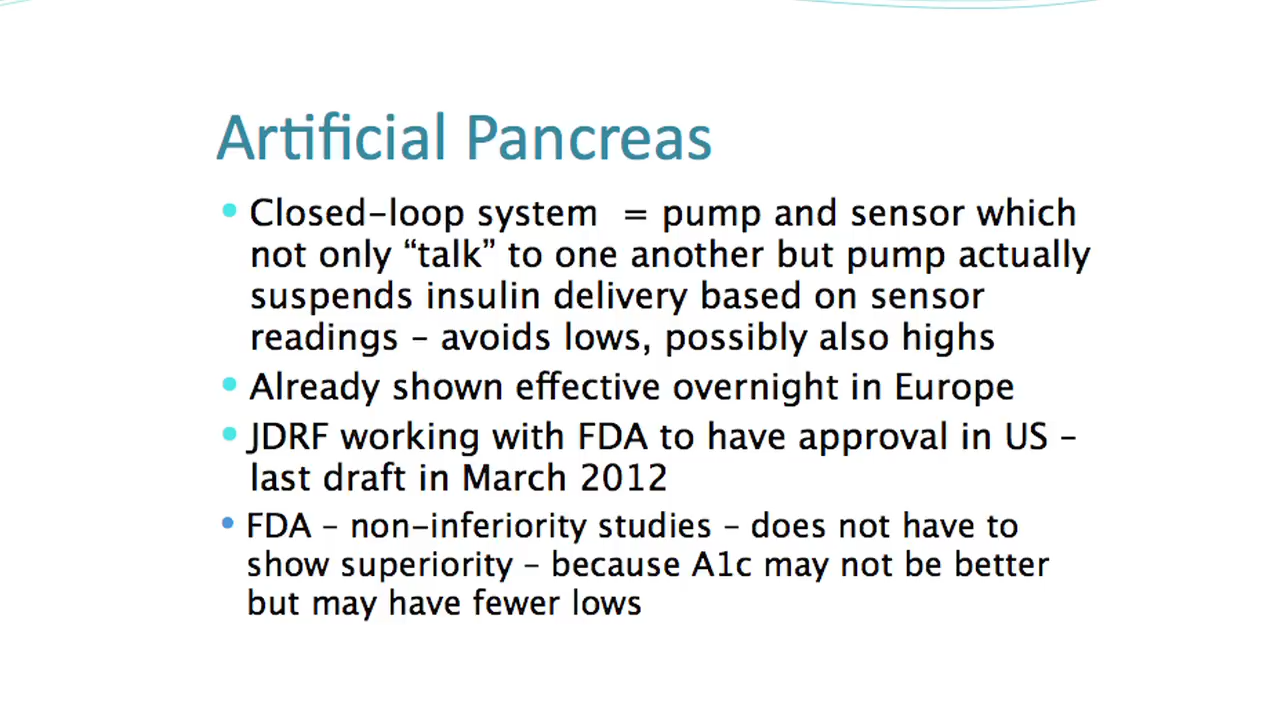 Artificial Pancreas
• Closed-loop system = pump and sensor which
not only “talk” to one another but pump actually
suspends insulin delivery based on sensor
readings – avoids lows, possibly also highs
• Already shown effective overnight in Europe
• JDRF working with FDA to have approval in US –
last draft in March 2012
• FDA – non-inferiority studies – does not have to
show superiority – because A1c may not be better
but may have fewer lows